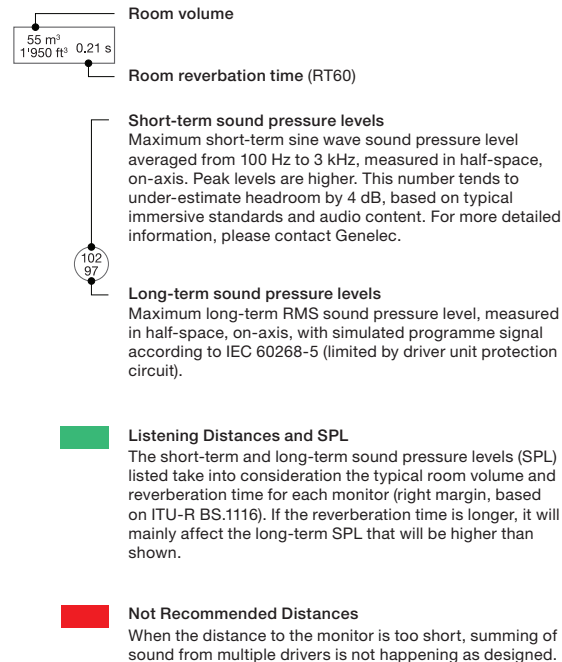 Room volume
55 m³
1'950 ft³ 0.21 s
Room reverbation time (RT60)
Short-term sound pressure levels
Maximum short-term sine wave sound pressure level
averaged from 100 Hz to 3 kHz, measured in half-space,
on-axis. Peak levels are higher. This number tends to
under-estimate headroom by 4 dB, based on typical
immersive standards and audio content. For more detailed
information, please contact Genelec.
102
97
Long-term sound pressure levels
Maximum long-term RMS sound pressure level, measured
in half-space, on-axis, with simulated programme signal
according to IEC 60268-5 (limited by driver unit protection
circuit).
Listening Distances and SPL
The short-term and long-term sound pressure levels (SPL)
listed take into consideration the typical room volume and
reverberation time for each monitor (right margin, based
on ITU-R BS.1116). If the reverberation time is longer, it will
mainly affect the long-term SPL that will be higher than
shown.
Not Recommended Distances
When the distance to the monitor is too short, summing of
sound from multiple drivers is not happening as designed.